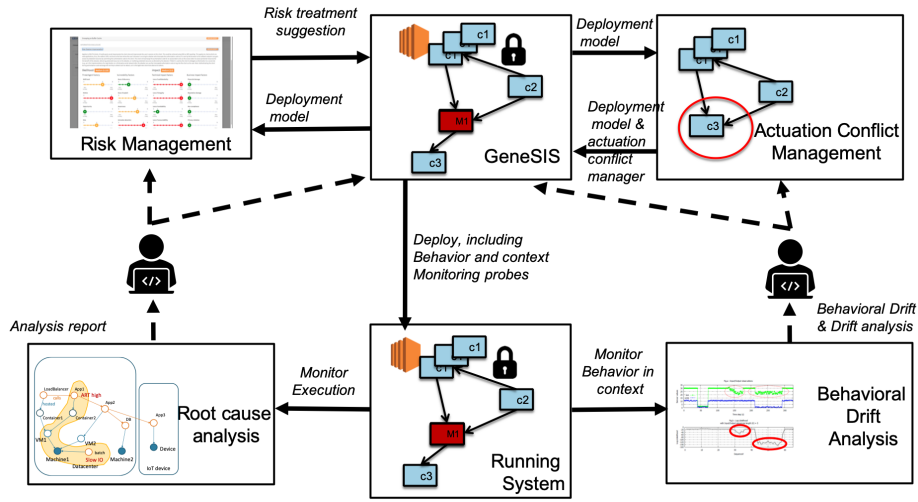 Risk treatment
suggestion
Deployment
model
Risk Management
c1
c1
c2
M1
c3
GeneSIS
Deployment
model
Deployment
model &
actuation
conflict
manager
c1
c1
c2
c3
Actuation Conflict
Management
Deploy, including
Behavior and context
Monitoring probes
Analysis report
Behavioral Drift
& Drift analysis
LoadBalancer
App1
ART high
App2
Container1
Container2
DB
App3
VM1
VM2
batch
Slow IO
Machine1
Machine2
Device
Datacenter
IoT device
Root cause
analysis
Monitor
Execution
c1
c1
c2
M1
c3
Running
System
Monitor
Behavior in
context
Behavioral
Drift
Analysis